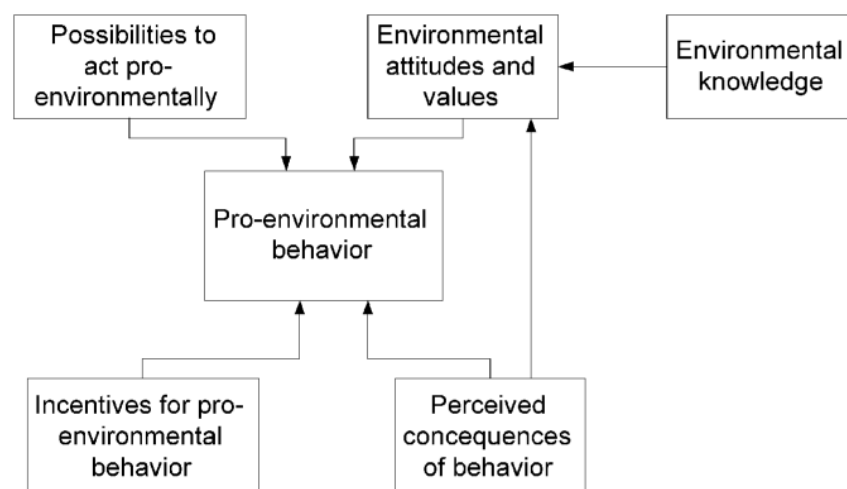 Possibilities to
act pro-
environmentally
Environmental
attitudes and
values
Environmental
knowledge
Pro-environmental
behavior
Incentives for pro-
environmental
behavior
Perceived
concequences
of behavior